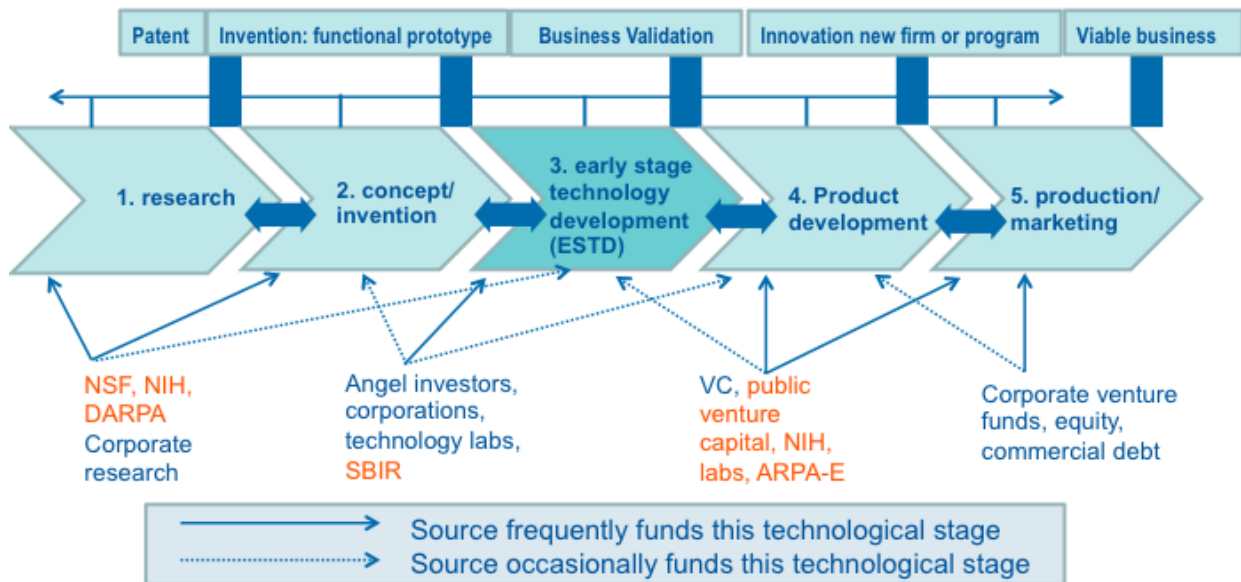 Patent
Invention: functional prototype
Business Validation
Innovation new firm or program
Viable business
1. research
2. concept/
invention
3. early stage
technology
development
(ESTD)
4. Product
development
5. production/
marketing
NSF, NIH,
DARPA
Corporate
research
Angel investors,
corporations,
technology labs,
SBIR
VC, public
venture
capital, NIH,
labs, ARPA-E
Corporate venture
funds, equity,
commercial debt
Source frequently funds this technological stage
Source occasionally funds this technological stage